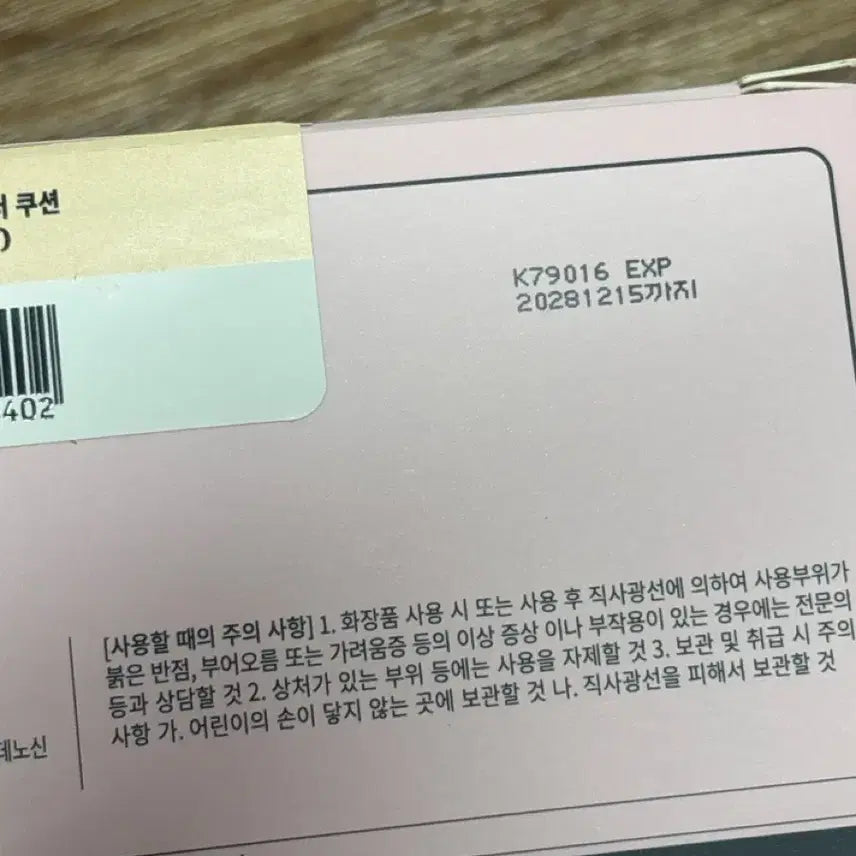 쿠션
402
K79016 EXP
20281215까지
[사용할 때의 주의 사항] 1. 화장품 사용 시 또는 사용 후 직사광선에 의하여 사용부위가
붉은 반점, 부어오름 또는 가려움증 등의 이상 증상 이나 부작용이 있는 경우에는 전문의
등과 상담할 것 2. 상처가 있는 부위 등에는 사용을 자제할 것 3. 보관 및 취급 시 주의
사항 가. 어린이의 손이 닿지 않는 곳에 보관할 것 나. 직사광선을 피해서 보관할 것
데노신